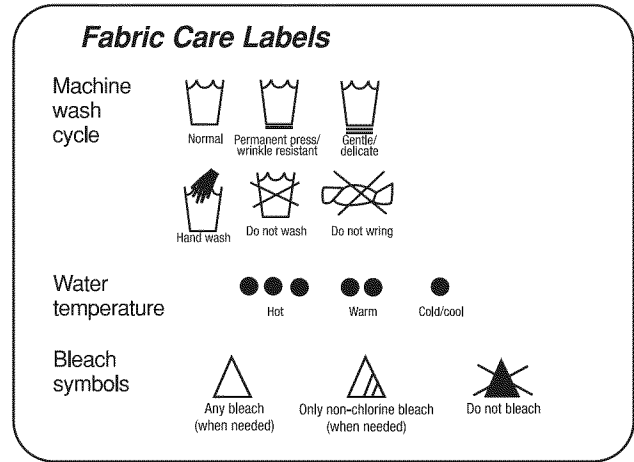 Fabric Care Labels
Machine
wash
cycle
Normal
Permanent press/
wrinkle resistant
Gentle/
delicate
Hand wash
Do not wash
Do not wring
Water
temperature
Hot
Warm
Cold/cool
Bleach
symbols
Any bleach
(when needed)
Only non-chlorine bleach
(when needed)
Do not bleach